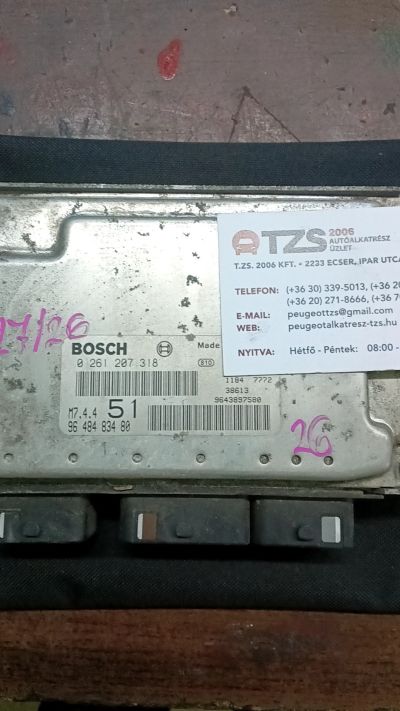 TZS 2006
AUTÓALKATRÉSZ
ÜZLET
T.ZS. 2006 KFT. • 2233 ECSER, IPAR UTCA
TELEFON: (+36 30) 339-5013, (+36 20
(+36 20) 271-8666, (+36 7
E-MAIL: peugeottzs@gmail.com
WEB: peugeotalkatresz-tzs.hu
NYITVA: Hétfő - Péntek: 08:00 -
27/26
BOSCH Made
0 261 207 318
1184 7772
38613
9643897580
M7.4.4 51
96 484 834 80
26